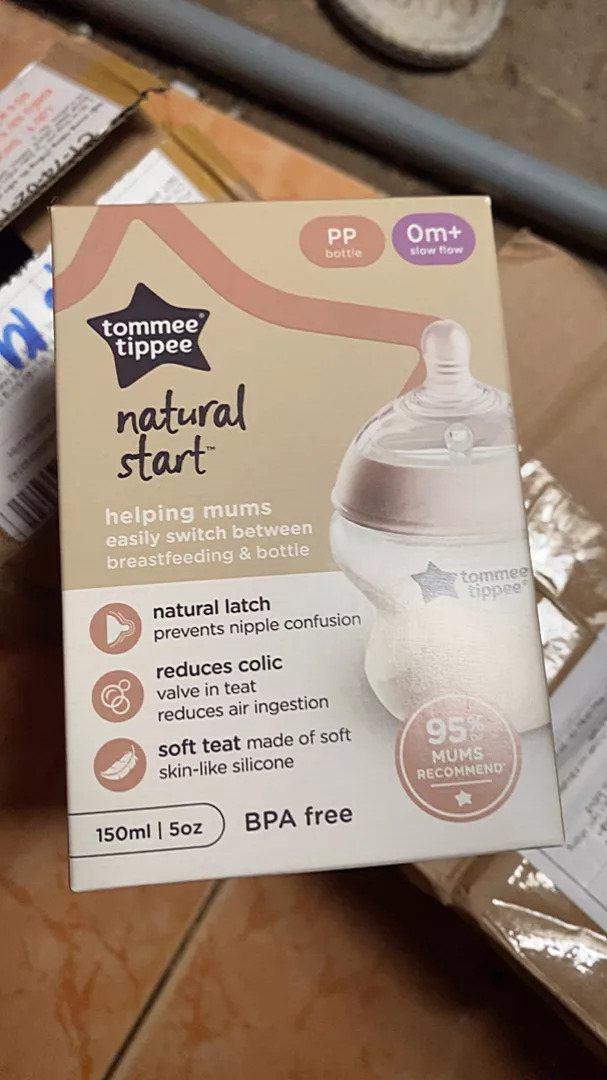 PP
bottle
0m+
slow flow
tommee®
tippee
natural
start™
helping mums
easily switch between
breastfeeding & bottle
tommee
tippee®
natural latch
prevents nipple confusion
reduces colic
valve in teat
reduces air ingestion
soft teat made of soft
skin-like silicone
95% of
MUMS
RECOMMEND*
150ml | 5oz
BPA free